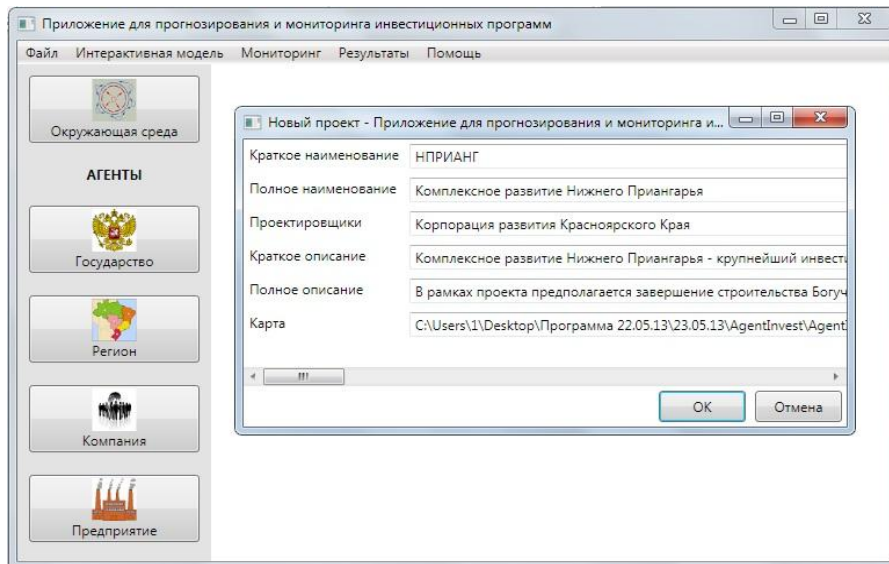 Приложение для прогнозирования и мониторинга инвестиционных программ
Файл Интерактивная модель Мониторинг Результаты Помощь
Окружающая среда
АГЕНТЫ
Государство
Регион
Компания
Предприятие
Новый проект - Приложение для прогнозирования и мониторинга и...
Краткое наименование НПРИАНГ
Полное наименование Комплексное развитие Нижнего Приангарья
Проектировщики Корпорация развития Красноярского Края
Краткое описание Комплексное развитие Нижнего Приангарья - крупнейший инвести
Полное описание В рамках проекта предполагается завершение строительства Богуч
Карта C:\Users\1\Desktop\Программа 22.05.13\23.05.13\AgentInvest\Agent
OK Отмена